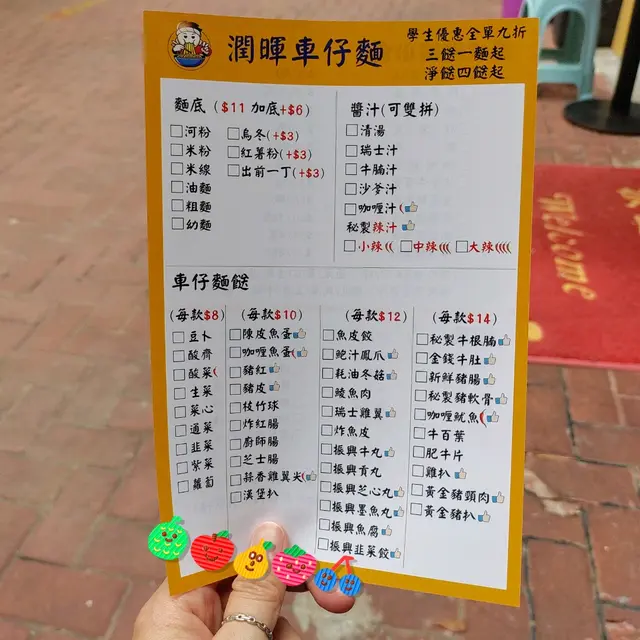 潤暉車仔麵
學生優惠全單九折
三餸一麵起
淨餸四餸起
麵底 ($11 加底+$6)
河粉
米粉
米線
油麵
粗麵
幼麵
烏冬(+$3)
紅薯粉(+$3)
出前一丁(+$3)
醬汁(可雙拼)
清湯
瑞士汁
牛腩汁
沙爹汁
咖喱汁
秘製辣汁
小辣 中辣 大辣
車仔麵餸
(每款$8)
豆卜
酸齋
酸菜
生菜
菜心
通菜
韭菜
紫菜
蘿蔔
(每款$10)
陳皮魚蛋
咖喱魚蛋
豬紅
豬皮
枝竹球
炸紅腸
廚師腸
芝士腸
蒜香雞翼尖
漢堡扒
(每款$12)
魚皮餃
鮑汁鳳爪
耗油冬菇
鯪魚肉
瑞士雞翼
炸魚皮
振興牛丸
振興貢丸
振興芝心丸
振興墨魚丸
振興魚腐
振興韭菜餃
(每款$14)
秘製牛根腩
金錢牛肚
新鮮豬腸
秘製豬軟骨
咖喱魷魚
牛百葉
肥牛片
雞扒
黃金豬頸肉
黃金豬扒
Welcome